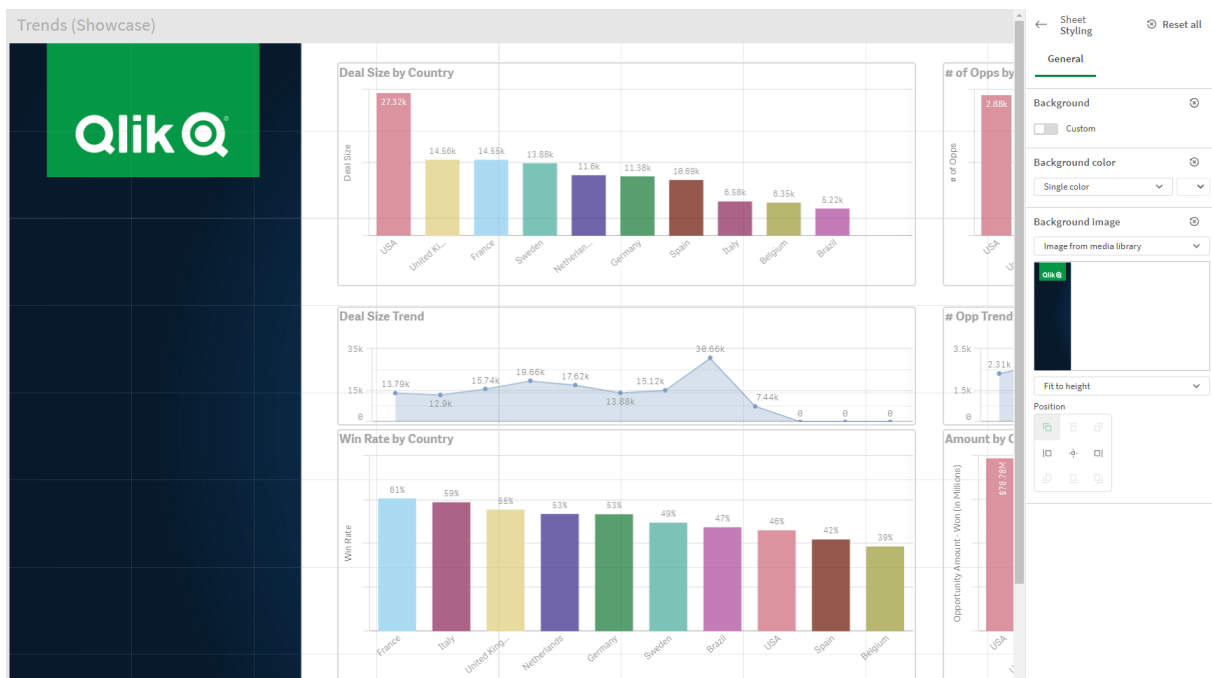 Trends (Showcase)
Qlik
Deal Size by Country
Deal Size
27.32k
14.56k
14.55k
13.88k
11.6k
11.38k
10.69k
6.58k
6.35k
5.22k
USA
United Ki...
France
Sweden
Netherlan...
Germany
Spain
Italy
Belgium
Brazil
# of Opps by
# of Opps
2.88k
USA
Deal Size Trend
35k
15k
0
13.79k
12.9k
15.74k
19.66k
17.62k
13.88k
15.12k
30.66k
7.44k
0
0
0
# Opp Trend
3.5k
1.5k
0
2.31k
Win Rate by Country
Win Rate
61%
59%
55%
53%
53%
49%
47%
46%
42%
39%
France
Italy
United King...
Netherlands
Germany
Sweden
Brazil
USA
Spain
Belgium
Amount by C
Opportunity Amount - Won (in Millions)
$78.78M
USA
Sheet
Styling
Reset all
General
Background
Custom
Background color
Single color
Background image
Image from media library
Qlik
Fit to height
Position